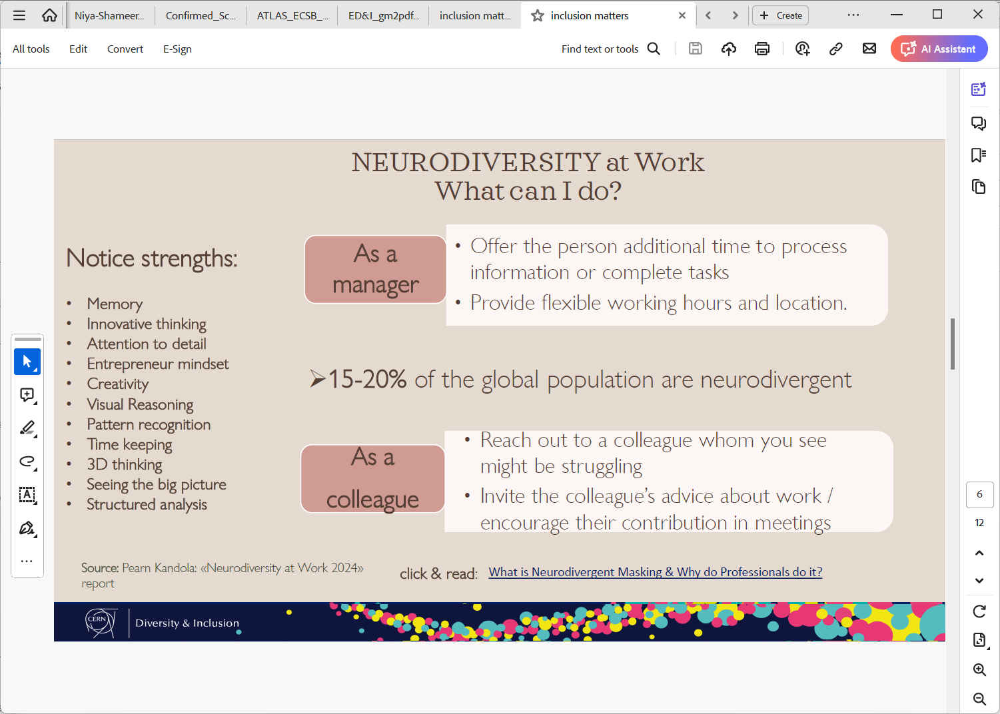 Niya-Shameer...
Confirmed_Sc...
ATLAS_ECSB_...
ED&I_gm2pdf...
inclusion matt...
inclusion matters
Create
All tools
Edit
Convert
E-Sign
Find text or tools
AI Assistant
NEURODIVERSITY at Work
What can I do?
Notice strengths:
• Memory
• Innovative thinking
• Attention to detail
• Entrepreneur mindset
• Creativity
• Visual Reasoning
• Pattern recognition
• Time keeping
• 3D thinking
• Seeing the big picture
• Structured analysis
As a
manager
• Offer the person additional time to process
information or complete tasks
• Provide flexible working hours and location.
➢15-20% of the global population are neurodivergent
As a
colleague
• Reach out to a colleague whom you see
might be struggling
• Invite the colleague's advice about work /
encourage their contribution in meetings
Source: Pearn Kandola: «Neurodiversity at Work 2024»
report
click & read: What is Neurodivergent Masking & Why do Professionals do it?
CERN
Diversity & Inclusion
6
12